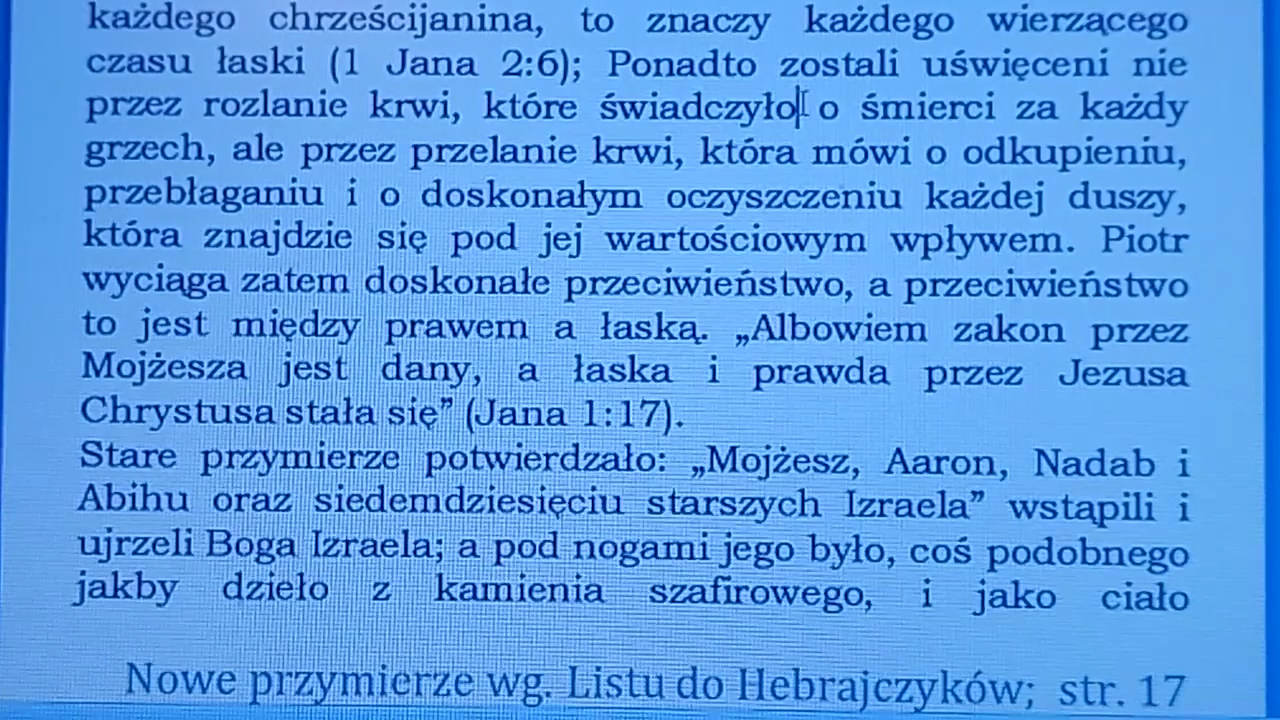 każdego chrześcijanina, to znaczy każdego wierzącego
czasu łaski (1 Jana 2:6); Ponadto zostali uświęceni nie
przez rozlanie krwi, które świadczyło o śmierci za każdy
grzech, ale przez przelanie krwi, która mówi o odkupieniu,
przebłaganiu i o doskonałym oczyszczeniu każdej duszy,
która znajdzie się pod jej wartościowym wpływem. Piotr
wyciąga zatem doskonałe przeciwieństwo, a przeciwieństwo
to jest między prawem a łaską. „Albowiem zakon przez
Mojżesza jest dany, a łaska i prawda przez Jezusa
Chrystusa stała się” (Jana 1:17).
Stare przymierze potwierdzało: „Mojżesz, Aaron, Nadab i
Abihu oraz siedemdziesięciu starszych Izraela” wstąpili i
ujrzeli Boga Izraela; a pod nogami jego było, coś podobnego
jakby dzieło z kamienia szafirowego, i jako ciało
Nowe przymierze wg. Listu do Hebrajczyków; str. 17